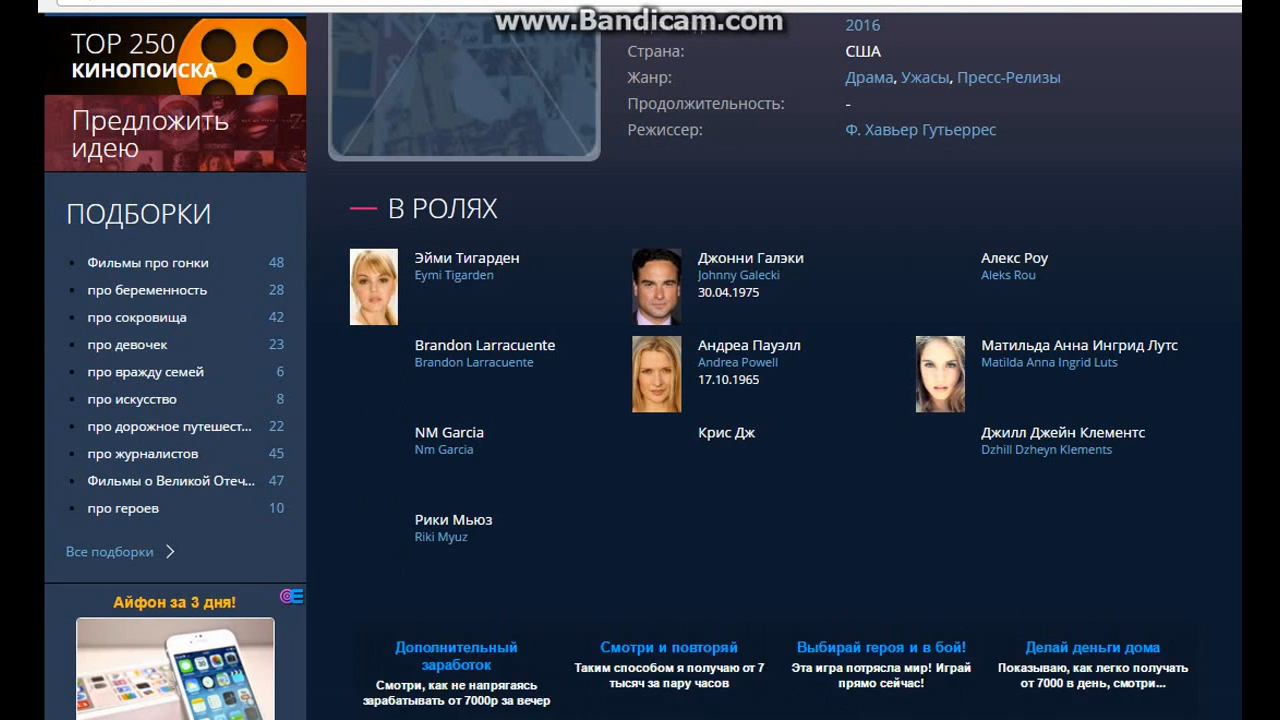 www.Bandicam.com
TOP 250
КИНОПОИСКА
Предложить
идею
ПОДБОРКИ
Фильмы про гонки 48
про беременность 28
про сокровища 42
про девочек 23
про вражду семей 6
про искусство 8
про дорожное путешест... 22
про журналистов 45
Фильмы о Великой Отеч... 47
про героев 10
Все подборки
Айфон за 3 дня!
2016
Страна: США
Жанр: Драма, Ужасы, Пресс-Релизы
Продолжительность: -
Режиссер: Ф. Хавьер Гутьеррес
В РОЛЯХ
Эйми Тигарден
Eymi Tigarden
Джонни Галэки
Johnny Galecki
30.04.1975
Алекс Роу
Aleks Rou
Brandon Larracuente
Brandon Larracuente
Андреа Пауэлл
Andrea Powell
17.10.1965
Матильда Анна Ингрид Лутс
Matilda Anna Ingrid Luts
NM Garcia
Nm Garcia
Крис Дж
Джилл Джейн Клементс
Dzhill Dzheyn Klements
Рики Мьюз
Riki Myuz
Дополнительный
заработок
Смотри, как не напрягаясь
зарабатывать от 7000р за вечер
Смотри и повторяй
Таким способом я получаю от 7
тысяч за пару часов
Выбирай героя и в бой!
Эта игра потрясла мир! Играй
прямо сейчас!
Делай деньги дома
Показываю, как легко получать
от 7000 в день, смотри...